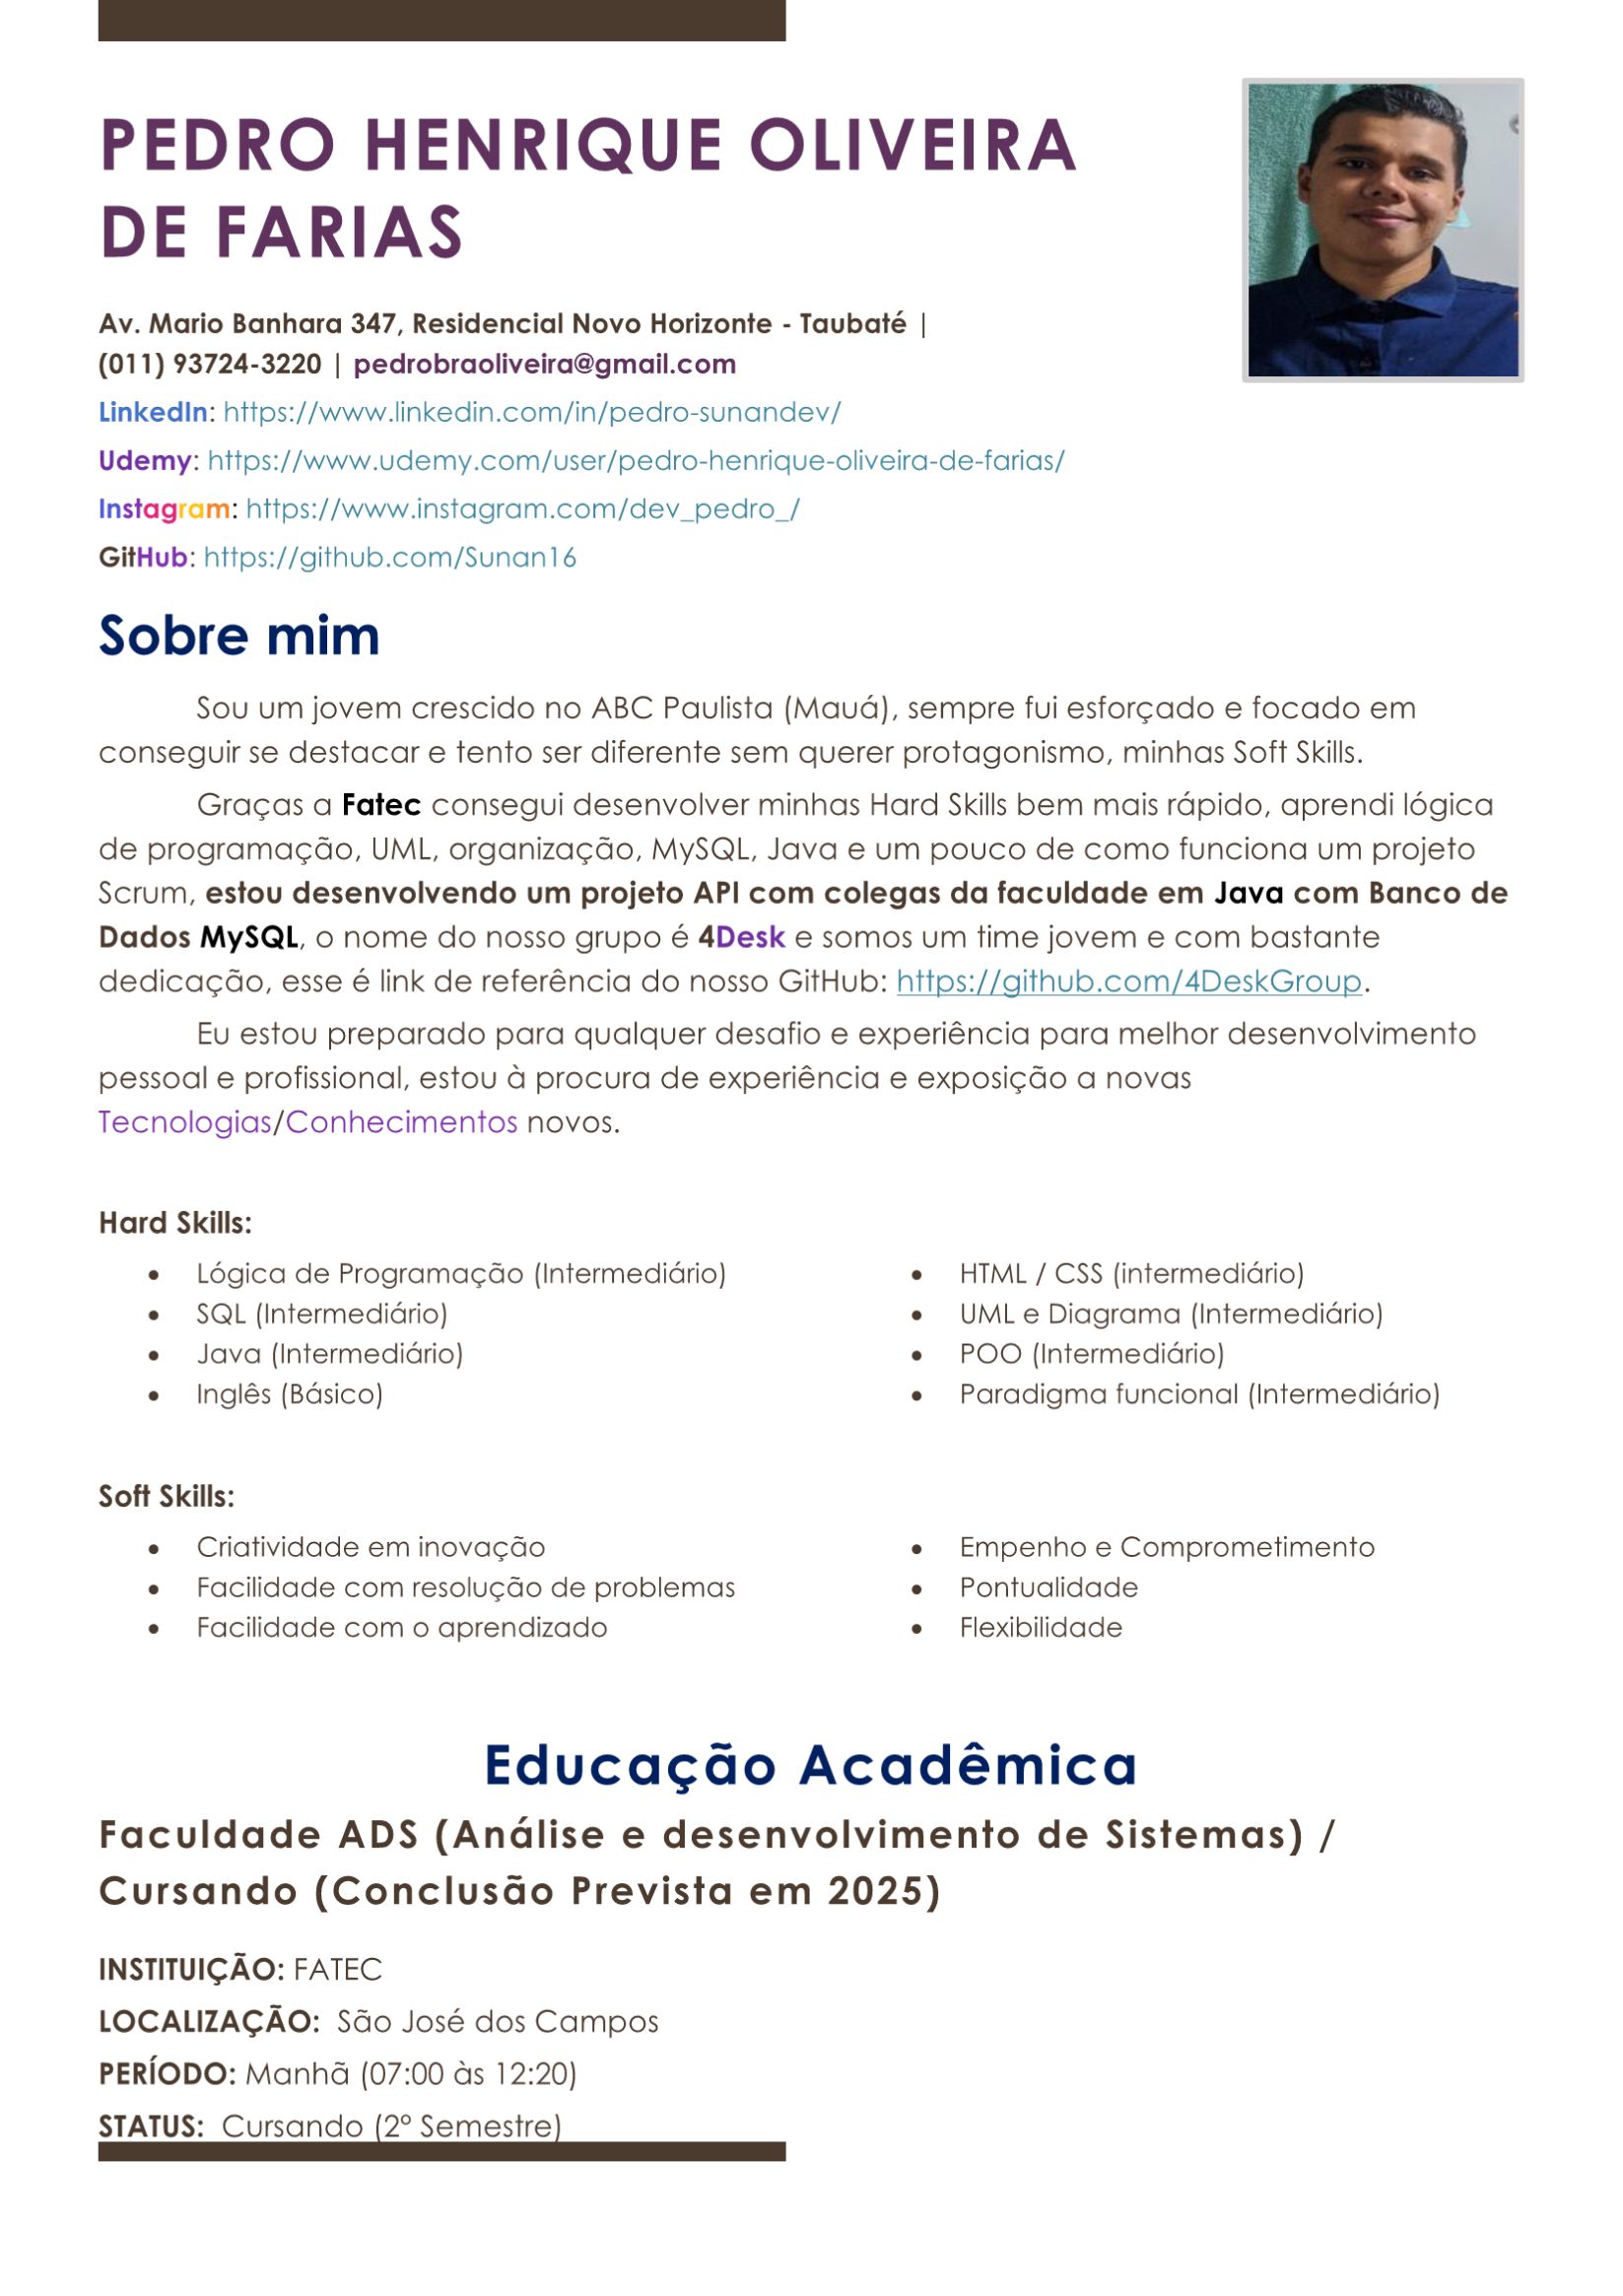 PEDRO HENRIQUE OLIVEIRA
DE FARIAS
Av. Mario Banhara 347, Residencial Novo Horizonte - Taubaté |
(011) 93724-3220 | pedrobraoliveira@gmail.com
LinkedIn: https://www.linkedin.com/in/pedro-sunandev/
Udemy: https://www.udemy.com/user/pedro-henrique-oliveira-de-farias/
Instagram: https://www.instagram.com/dev_pedro_/
GitHub: https://github.com/Sunan16
Sobre mim
Sou um jovem crescido no ABC Paulista (Mauá), sempre fui esforçado e focado em
conseguir se destacar e tento ser diferente sem querer protagonismo, minhas Soft Skills.
Graças a Fatec consegui desenvolver minhas Hard Skills bem mais rápido, aprendi lógica
de programação, UML, organização, MySQL, Java e um pouco de como funciona um projeto
Scrum, estou desenvolvendo um projeto API com colegas da faculdade em Java com Banco de
Dados MySQL, o nome do nosso grupo é 4Desk e somos um time jovem e com bastante
dedicação, esse é link de referência do nosso GitHub: https://github.com/4DeskGroup.
Eu estou preparado para qualquer desafio e experiência para melhor desenvolvimento
pessoal e profissional, estou à procura de experiência e exposição a novas
Tecnologias/Conhecimentos novos.
Hard Skills:
• Lógica de Programação (Intermediário)
• SQL (Intermediário)
• Java (Intermediário)
• Inglês (Básico)
• HTML / CSS (intermediário)
• UML e Diagrama (Intermediário)
• POO (Intermediário)
• Paradigma funcional (Intermediário)
Soft Skills:
• Criatividade em inovação
• Facilidade com resolução de problemas
• Facilidade com o aprendizado
• Empenho e Comprometimento
• Pontualidade
• Flexibilidade
Educação Acadêmica
Faculdade ADS (Análise e desenvolvimento de Sistemas) /
Cursando (Conclusão Prevista em 2025)
INSTITUIÇÃO: FATEC
LOCALIZAÇÃO: São José dos Campos
PERÍODO: Manhã (07:00 às 12:20)
STATUS: Cursando (2º Semestre)